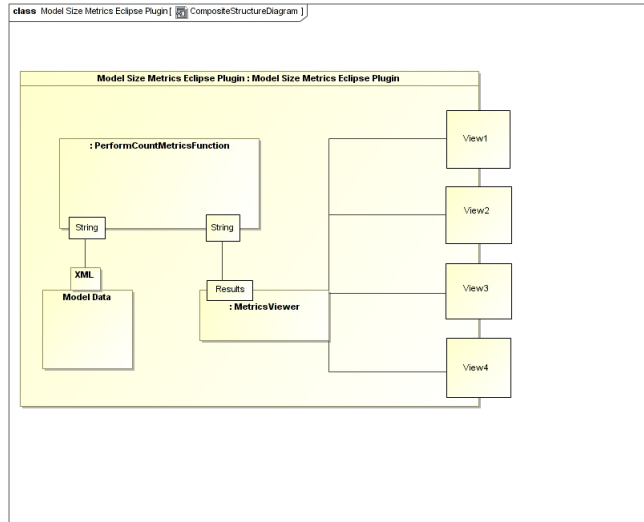 class Model Size Metrics Eclipse Plugin [ CompositeStructureDiagram ]
Model Size Metrics Eclipse Plugin : Model Size Metrics Eclipse Plugin
: PerformCountMetricsFunction
String
String
XML
Model Data
Results
: MetricsViewer
View1
View2
View3
View4